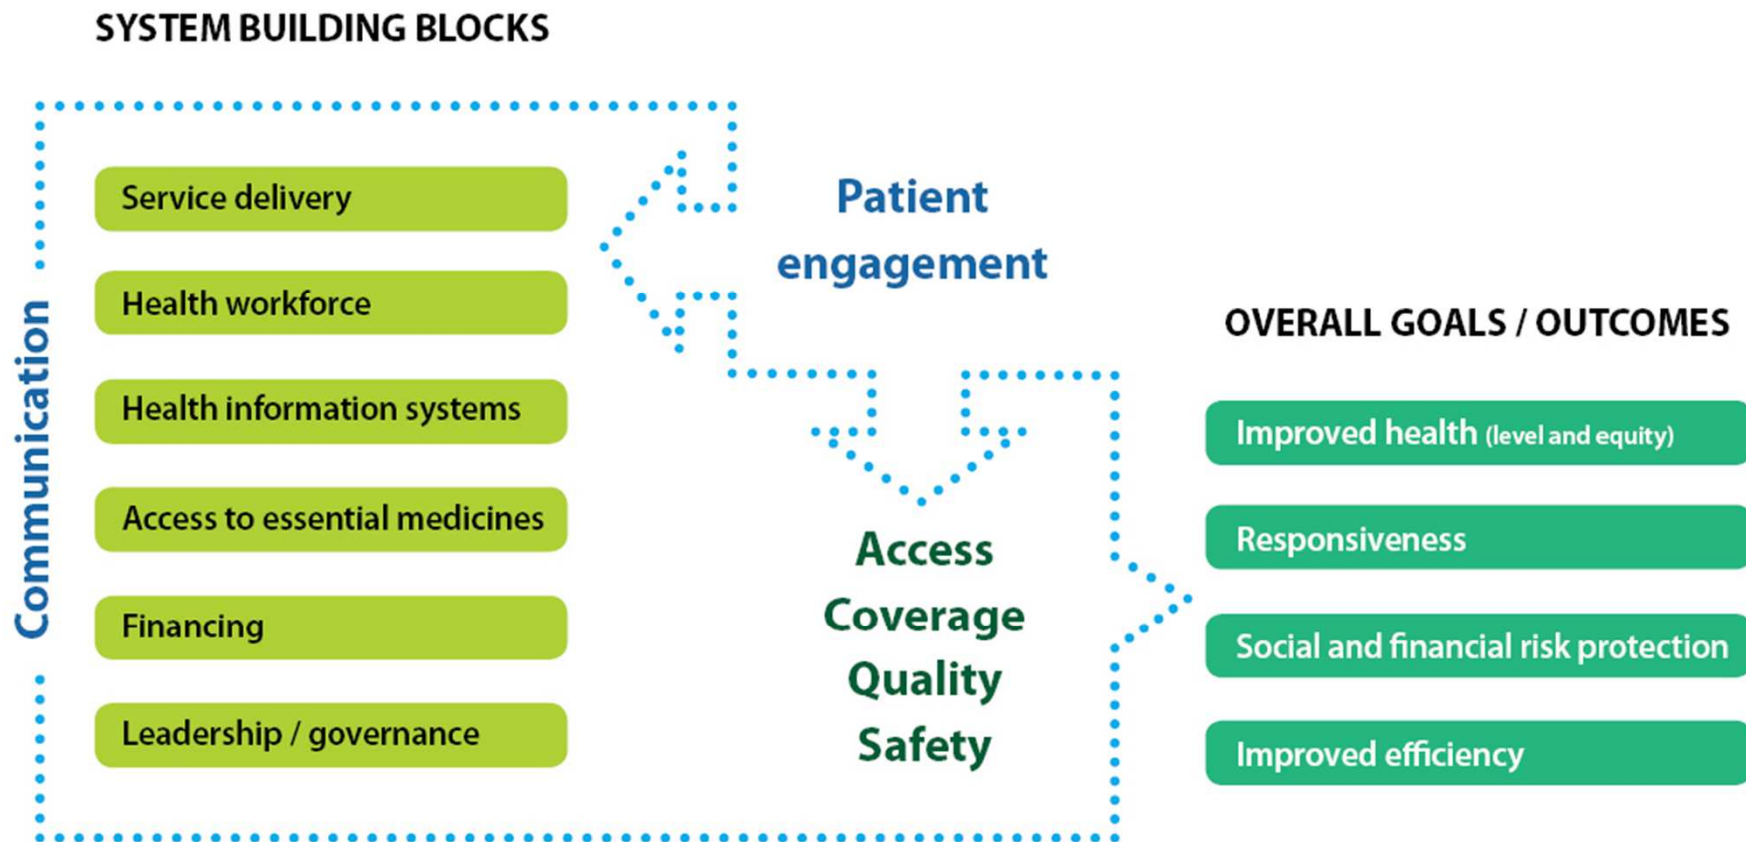 SYSTEM BUILDING BLOCKS
Communication
Service delivery
Health workforce
Health information systems
Access to essential medicines
Financing
Leadership / governance
Patient
engagement
Access
Coverage
Quality
Safety
OVERALL GOALS / OUTCOMES
Improved health (level and equity)
Responsiveness
Social and financial risk protection
Improved efficiency